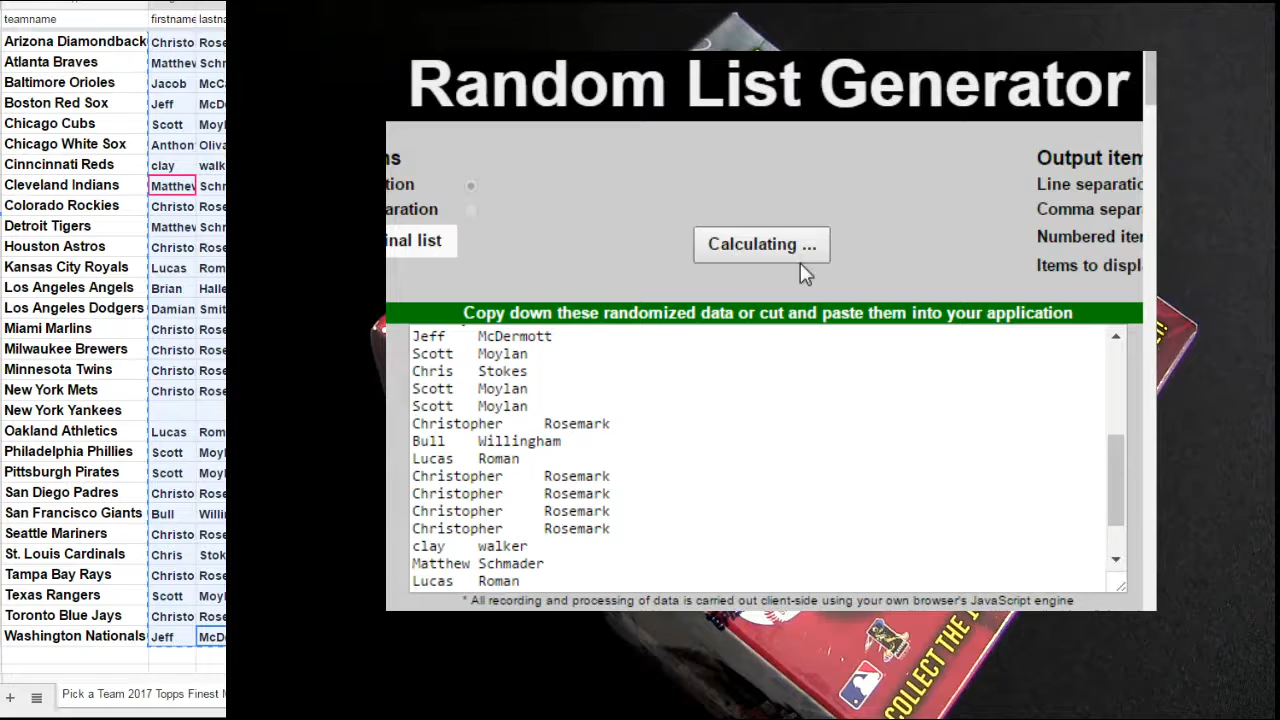 teamname firstname lastna
Arizona Diamondback Christo Rose
Atlanta Braves Matthew Schr
Baltimore Orioles Jacob McCa
Boston Red Sox Jeff McD
Chicago Cubs Scott Moyl
Chicago White Sox Anthon Oliva
Cinncinnati Reds clay walk
Cleveland Indians Matthew Schr
Colorado Rockies Christo Rose
Detroit Tigers Matthew Schr
Houston Astros Christo Rose
Kansas City Royals Lucas Rom
Los Angeles Angels Brian Halle
Los Angeles Dodgers Damian Smit
Miami Marlins Christo Rose
Milwaukee Brewers Christo Rose
Minnesota Twins Christo Rose
New York Mets Christo Rose
New York Yankees
Oakland Athletics Lucas Rom
Philadelphia Phillies Scott Moyl
Pittsburgh Pirates Scott Moyl
San Diego Padres Christo Rose
San Francisco Giants Bull Willin
Seattle Mariners Christo Rose
St. Louis Cardinals Chris Stok
Tampa Bay Rays Christo Rose
Texas Rangers Scott Moyl
Toronto Blue Jays Christo Rose
Washington Nationals Jeff McD
Pick a Team 2017 Topps Finest
Random List Generator
ns
tion
aration
inal list
Calculating ...
Output item
Line separatio
Comma separ
Numbered iter
Items to displ
Copy down these randomized data or cut and paste them into your application
Jeff McDermott
Scott Moylan
Chris Stokes
Scott Moylan
Scott Moylan
Christopher Rosemark
Bull Willingham
Lucas Roman
Christopher Rosemark
Christopher Rosemark
Christopher Rosemark
Christopher Rosemark
clay walker
Matthew Schmader
Lucas Roman
* All recording and processing of data is carried out client-side using your own browser's JavaScript engine
COLLECT THE